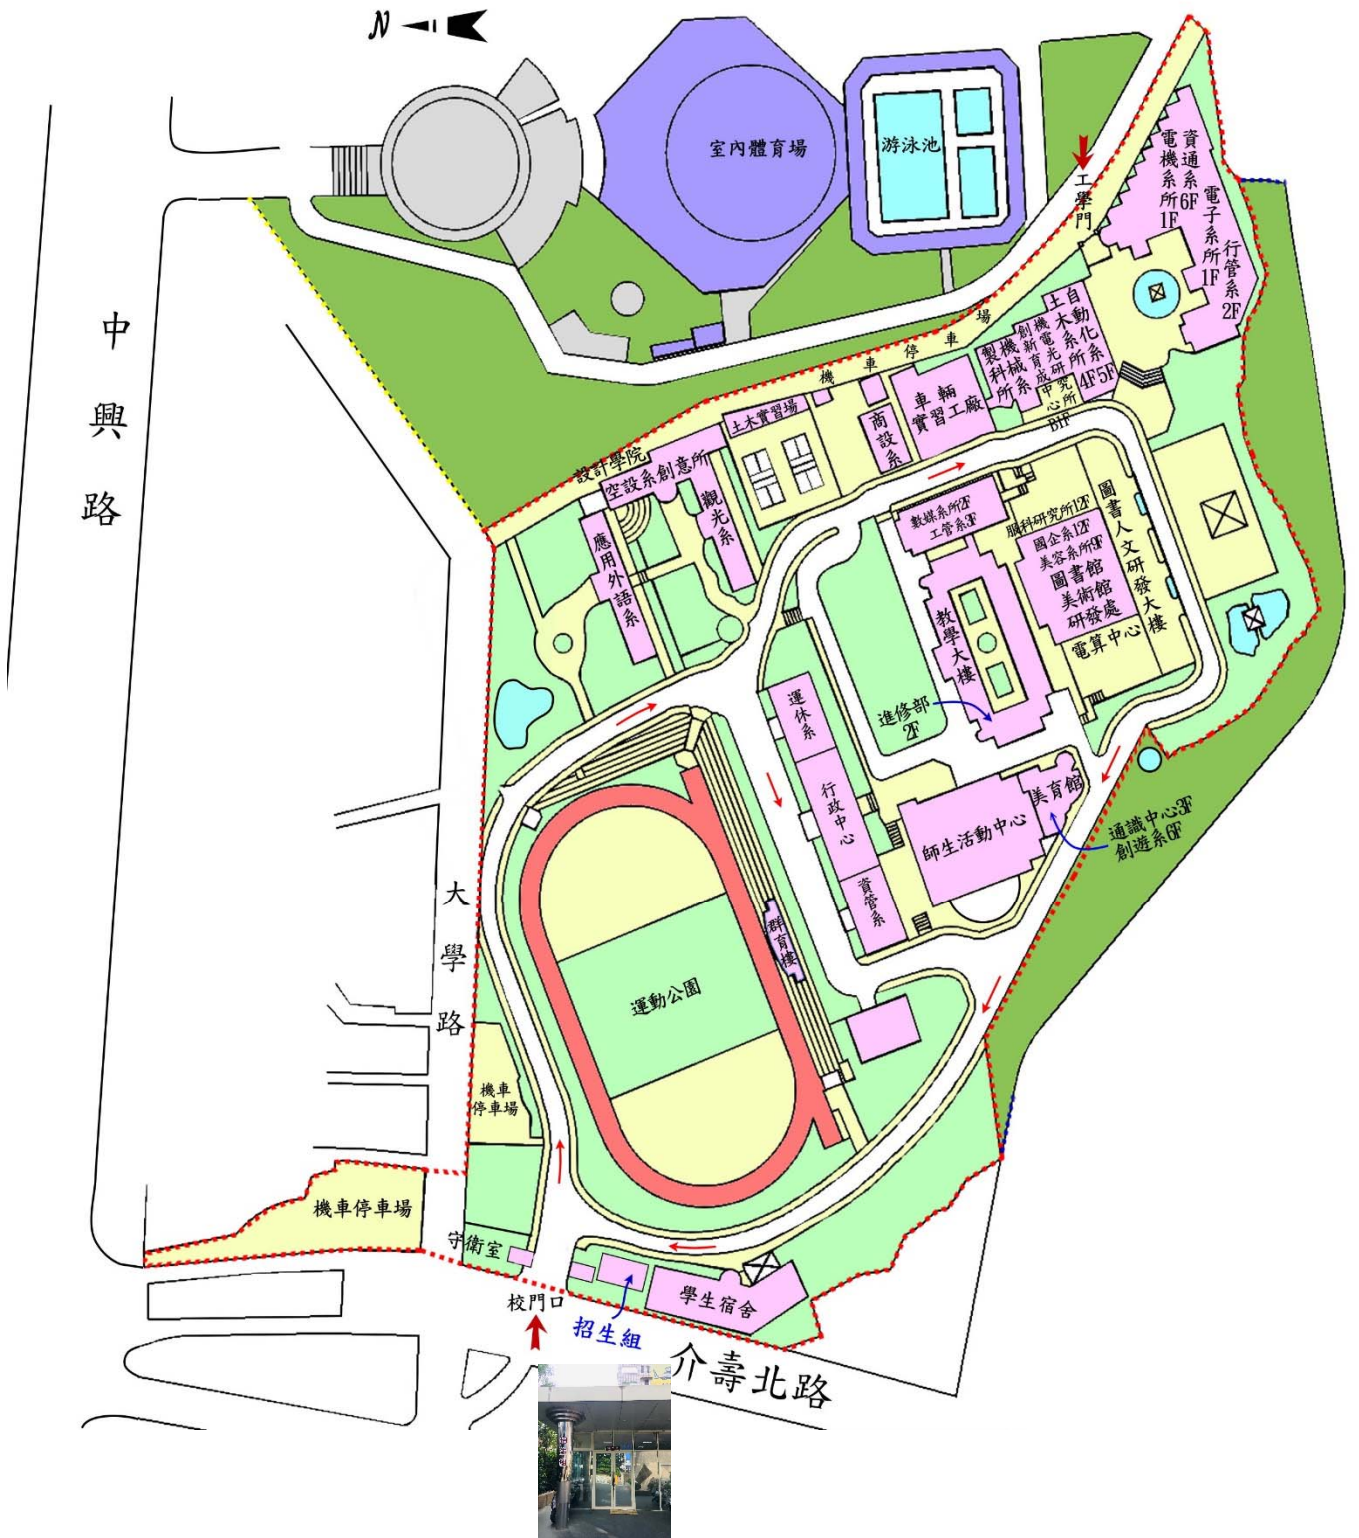 N
室內體育場
游泳池
工學門
電機系所1F
資通系6F
電子系所1F
行管系2F
中興路
機車停車場
土木實習場
商設系
車輛實習工廠
製科所
機械系
創新育成中心
機電光研究所B1F
土木系所4F
自動化系5F
設計學院
空設系創意所
觀光系
應用外語系
數媒系所2F
工管系3F
腦科研究所12F
國企系12F
美容系所9F
圖書館
美術館
研發處
電算中心
圖書人文研發大樓
教學大樓
進修部
2F
運休系
行政中心
資管系
師生活動中心
美育館
通識中心3F
創遊系6F
群育樓
運動公園
大學路
機車
停車場
機車停車場
守衛室
校門口
招生組
學生宿舍
介壽北路